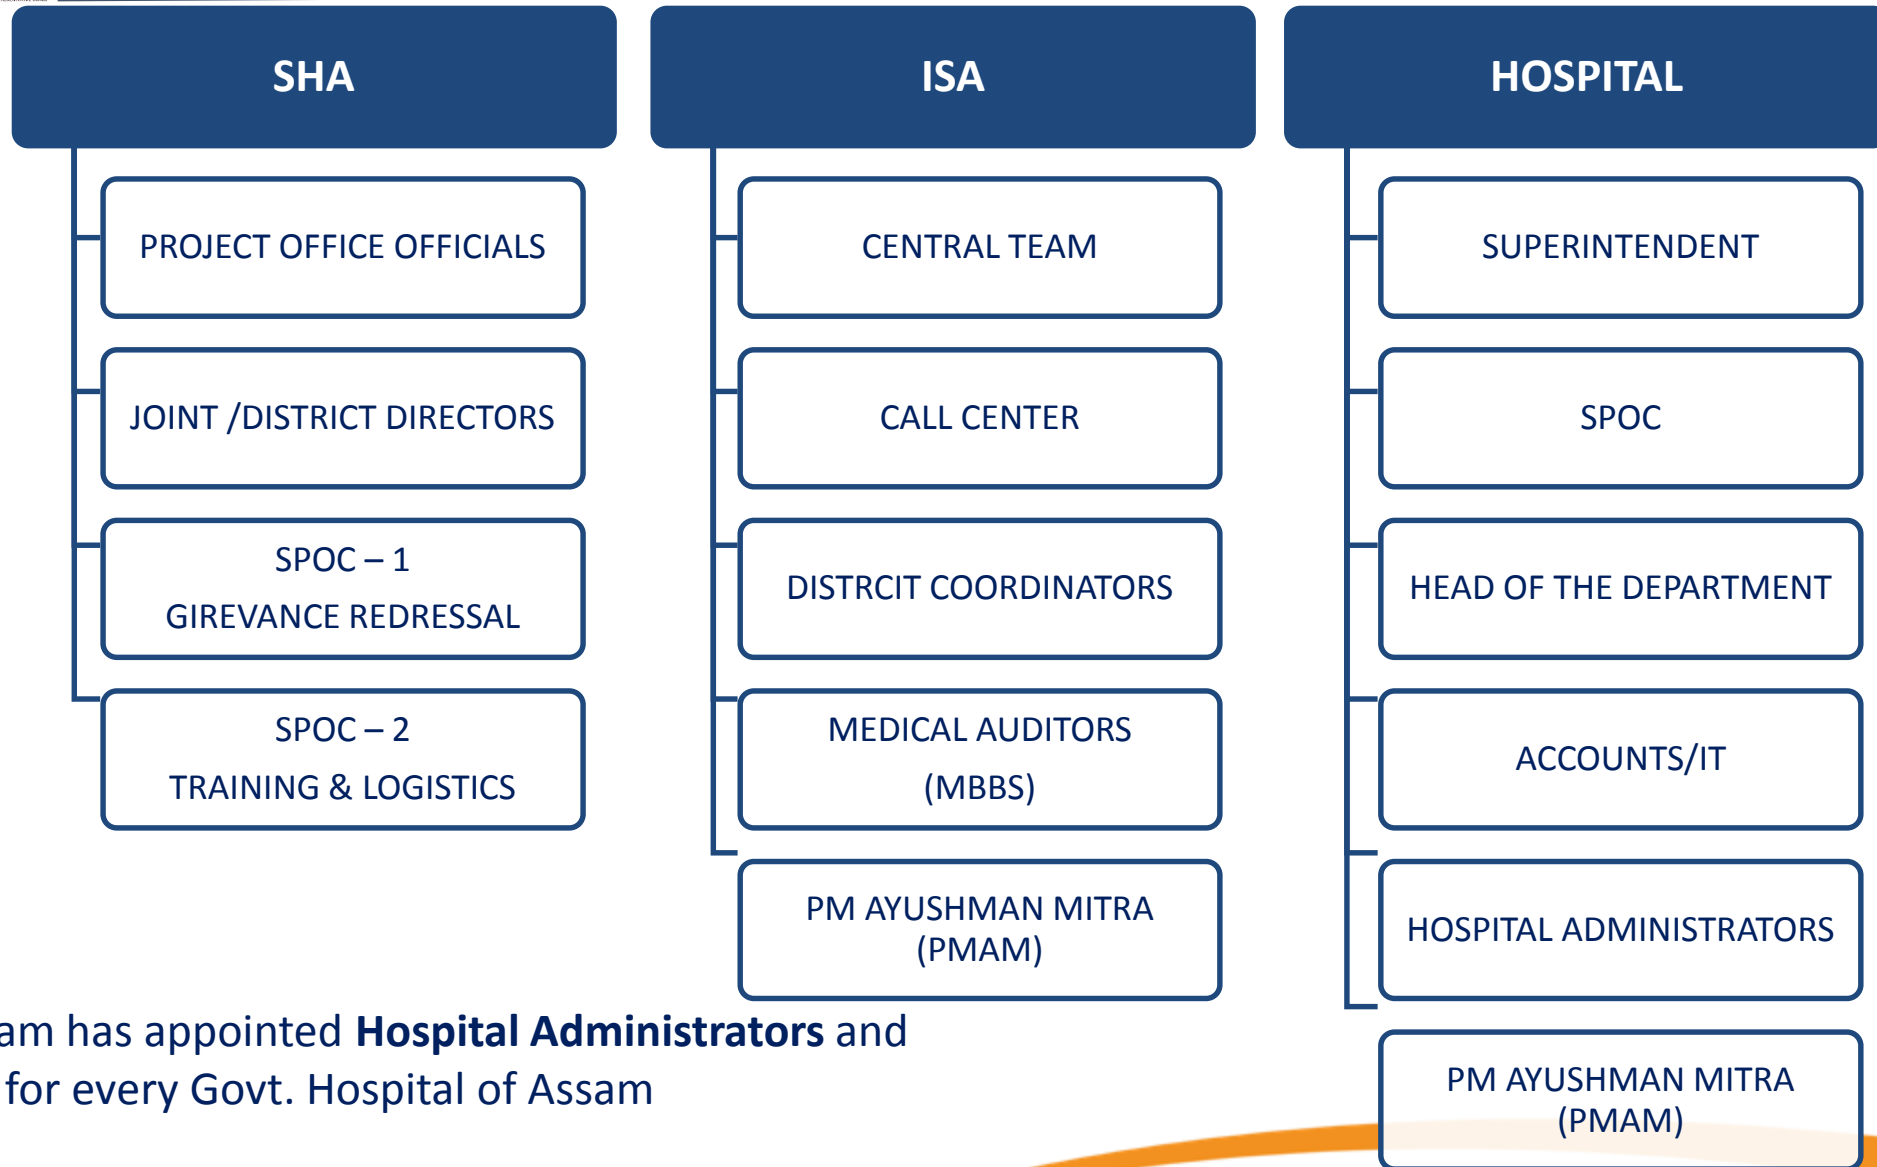 SHA
PROJECT OFFICE OFFICIALS
JOINT /DISTRICT DIRECTORS
SPOC – 1
GIREVANCE REDRESSAL
SPOC – 2
TRAINING & LOGISTICS
ISA
CENTRAL TEAM
CALL CENTER
DISTRCIT COORDINATORS
MEDICAL AUDITORS
(MBBS)
PM AYUSHMAN MITRA
(PMAM)
HOSPITAL
SUPERINTENDENT
SPOC
HEAD OF THE DEPARTMENT
ACCOUNTS/IT
HOSPITAL ADMINISTRATORS
PM AYUSHMAN MITRA
(PMAM)
am has appointed Hospital Administrators and
for every Govt. Hospital of Assam